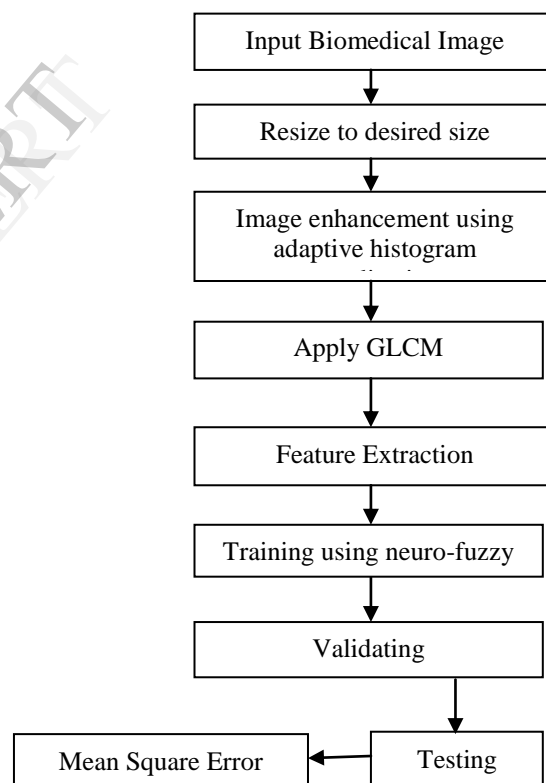 Input Biomedical Image
Resize to desired size
Image enhancement using
adaptive histogram
Apply GLCM
Feature Extraction
Training using neuro-fuzzy
Validating
Testing
Mean Square Error